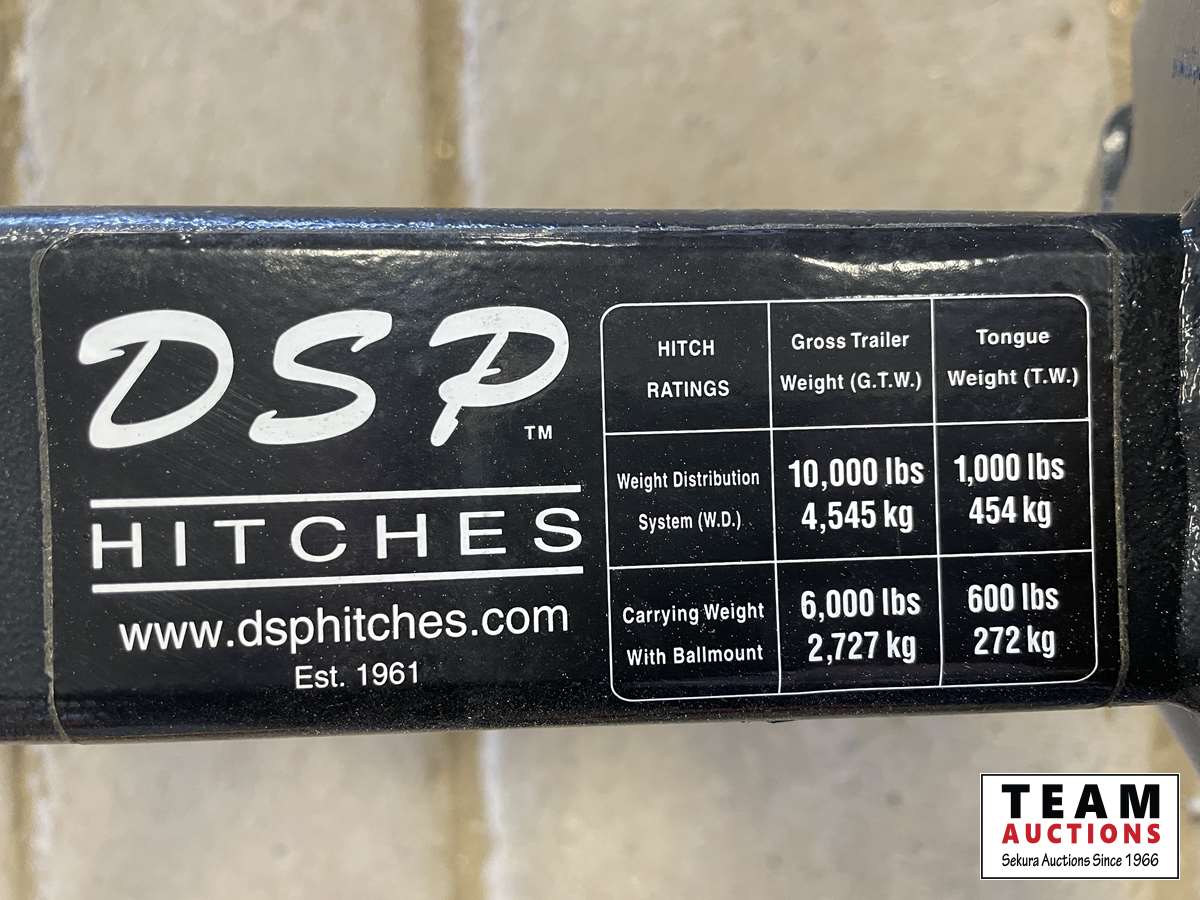 DSP
TM
HITCHES
www.dsphitches.com
Est. 1961
HITCH
RATINGS
Gross Trailer
Weight (G.T.W.)
Tongue
Weight (T.W.)
Weight Distribution
System (W.D.)
10,000 lbs
4,545 kg
1,000 lbs
454 kg
Carrying Weight
With Ballmount
6,000 lbs
2,727 kg
600 lbs
272 kg
TEAM
AUCTIONS
Sekura Auctions Since 1966